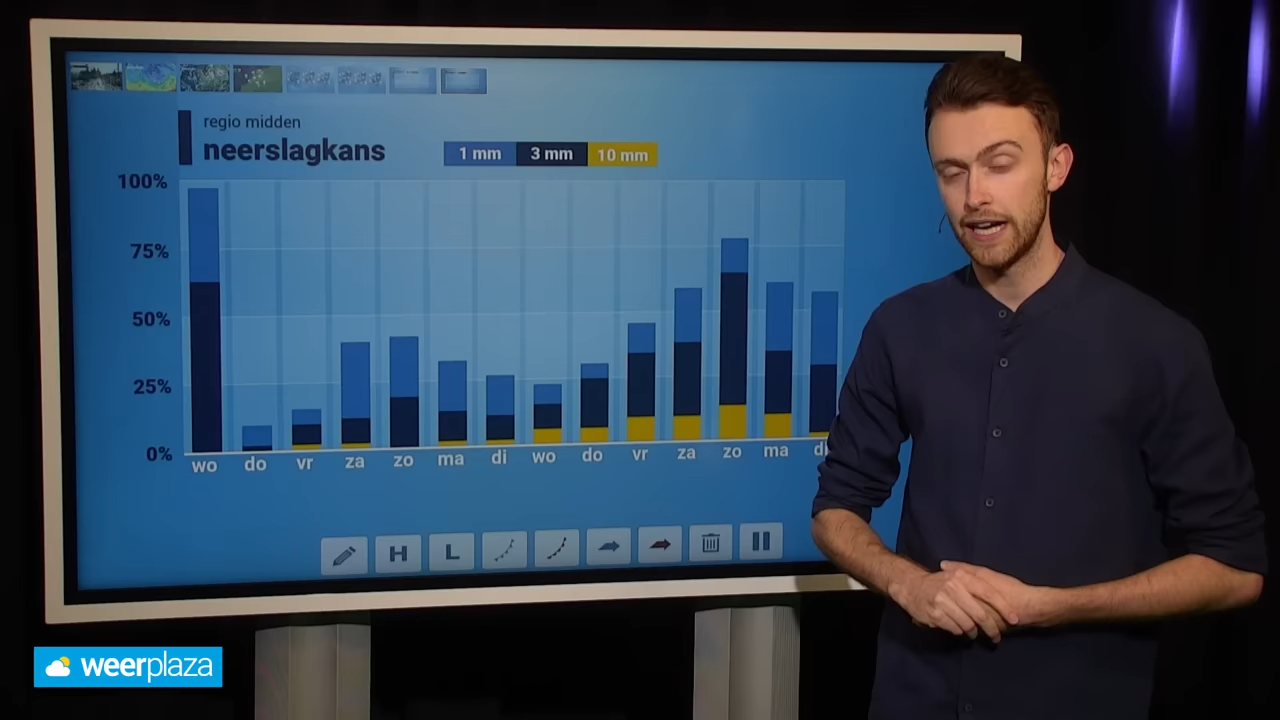 regio midden
neerslagkans
1 mm 3 mm 10 mm
100%
75%
50%
25%
0%
wo do vr za zo ma di wo do vr za zo ma
H L
weerplaza